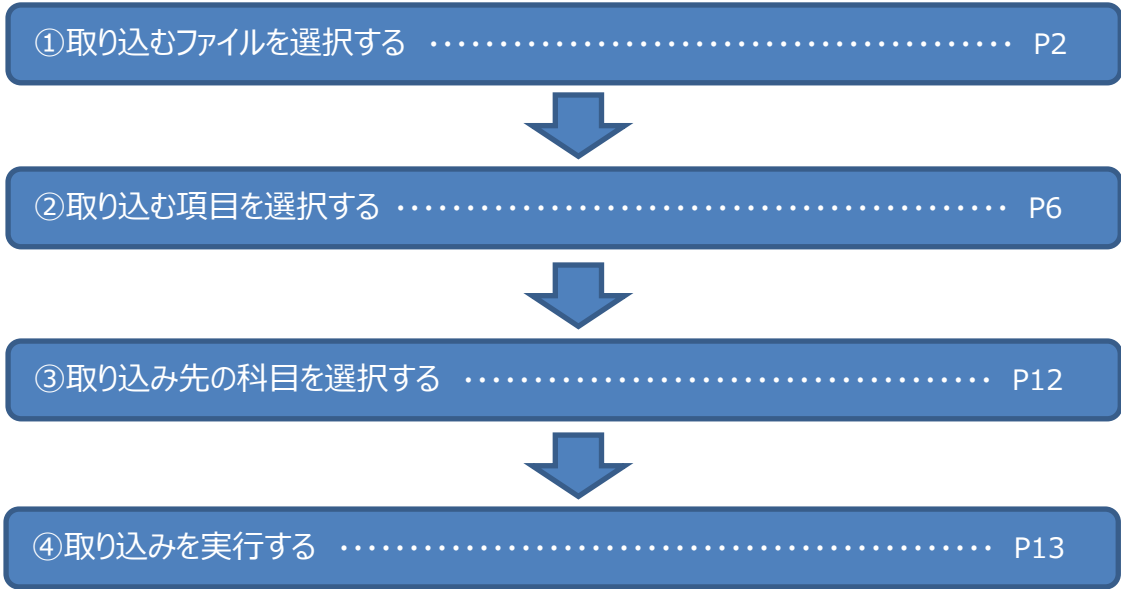 ①取り込むファイルを選択する ・・・・・・・・・・・・・・・・・・・・・・・・・・・・・・・・・・・・・・・・・・ P2
②取り込む項目を選択する ・・・・・・・・・・・・・・・・・・・・・・・・・・・・・・・・・・・・・・・・・・・・ P6
③取り込み先の科目を選択する ・・・・・・・・・・・・・・・・・・・・・・・・・・・・・・・・・・・・・・ P12
④取り込みを実行する ・・・・・・・・・・・・・・・・・・・・・・・・・・・・・・・・・・・・・・・・・・・・・・・ P13